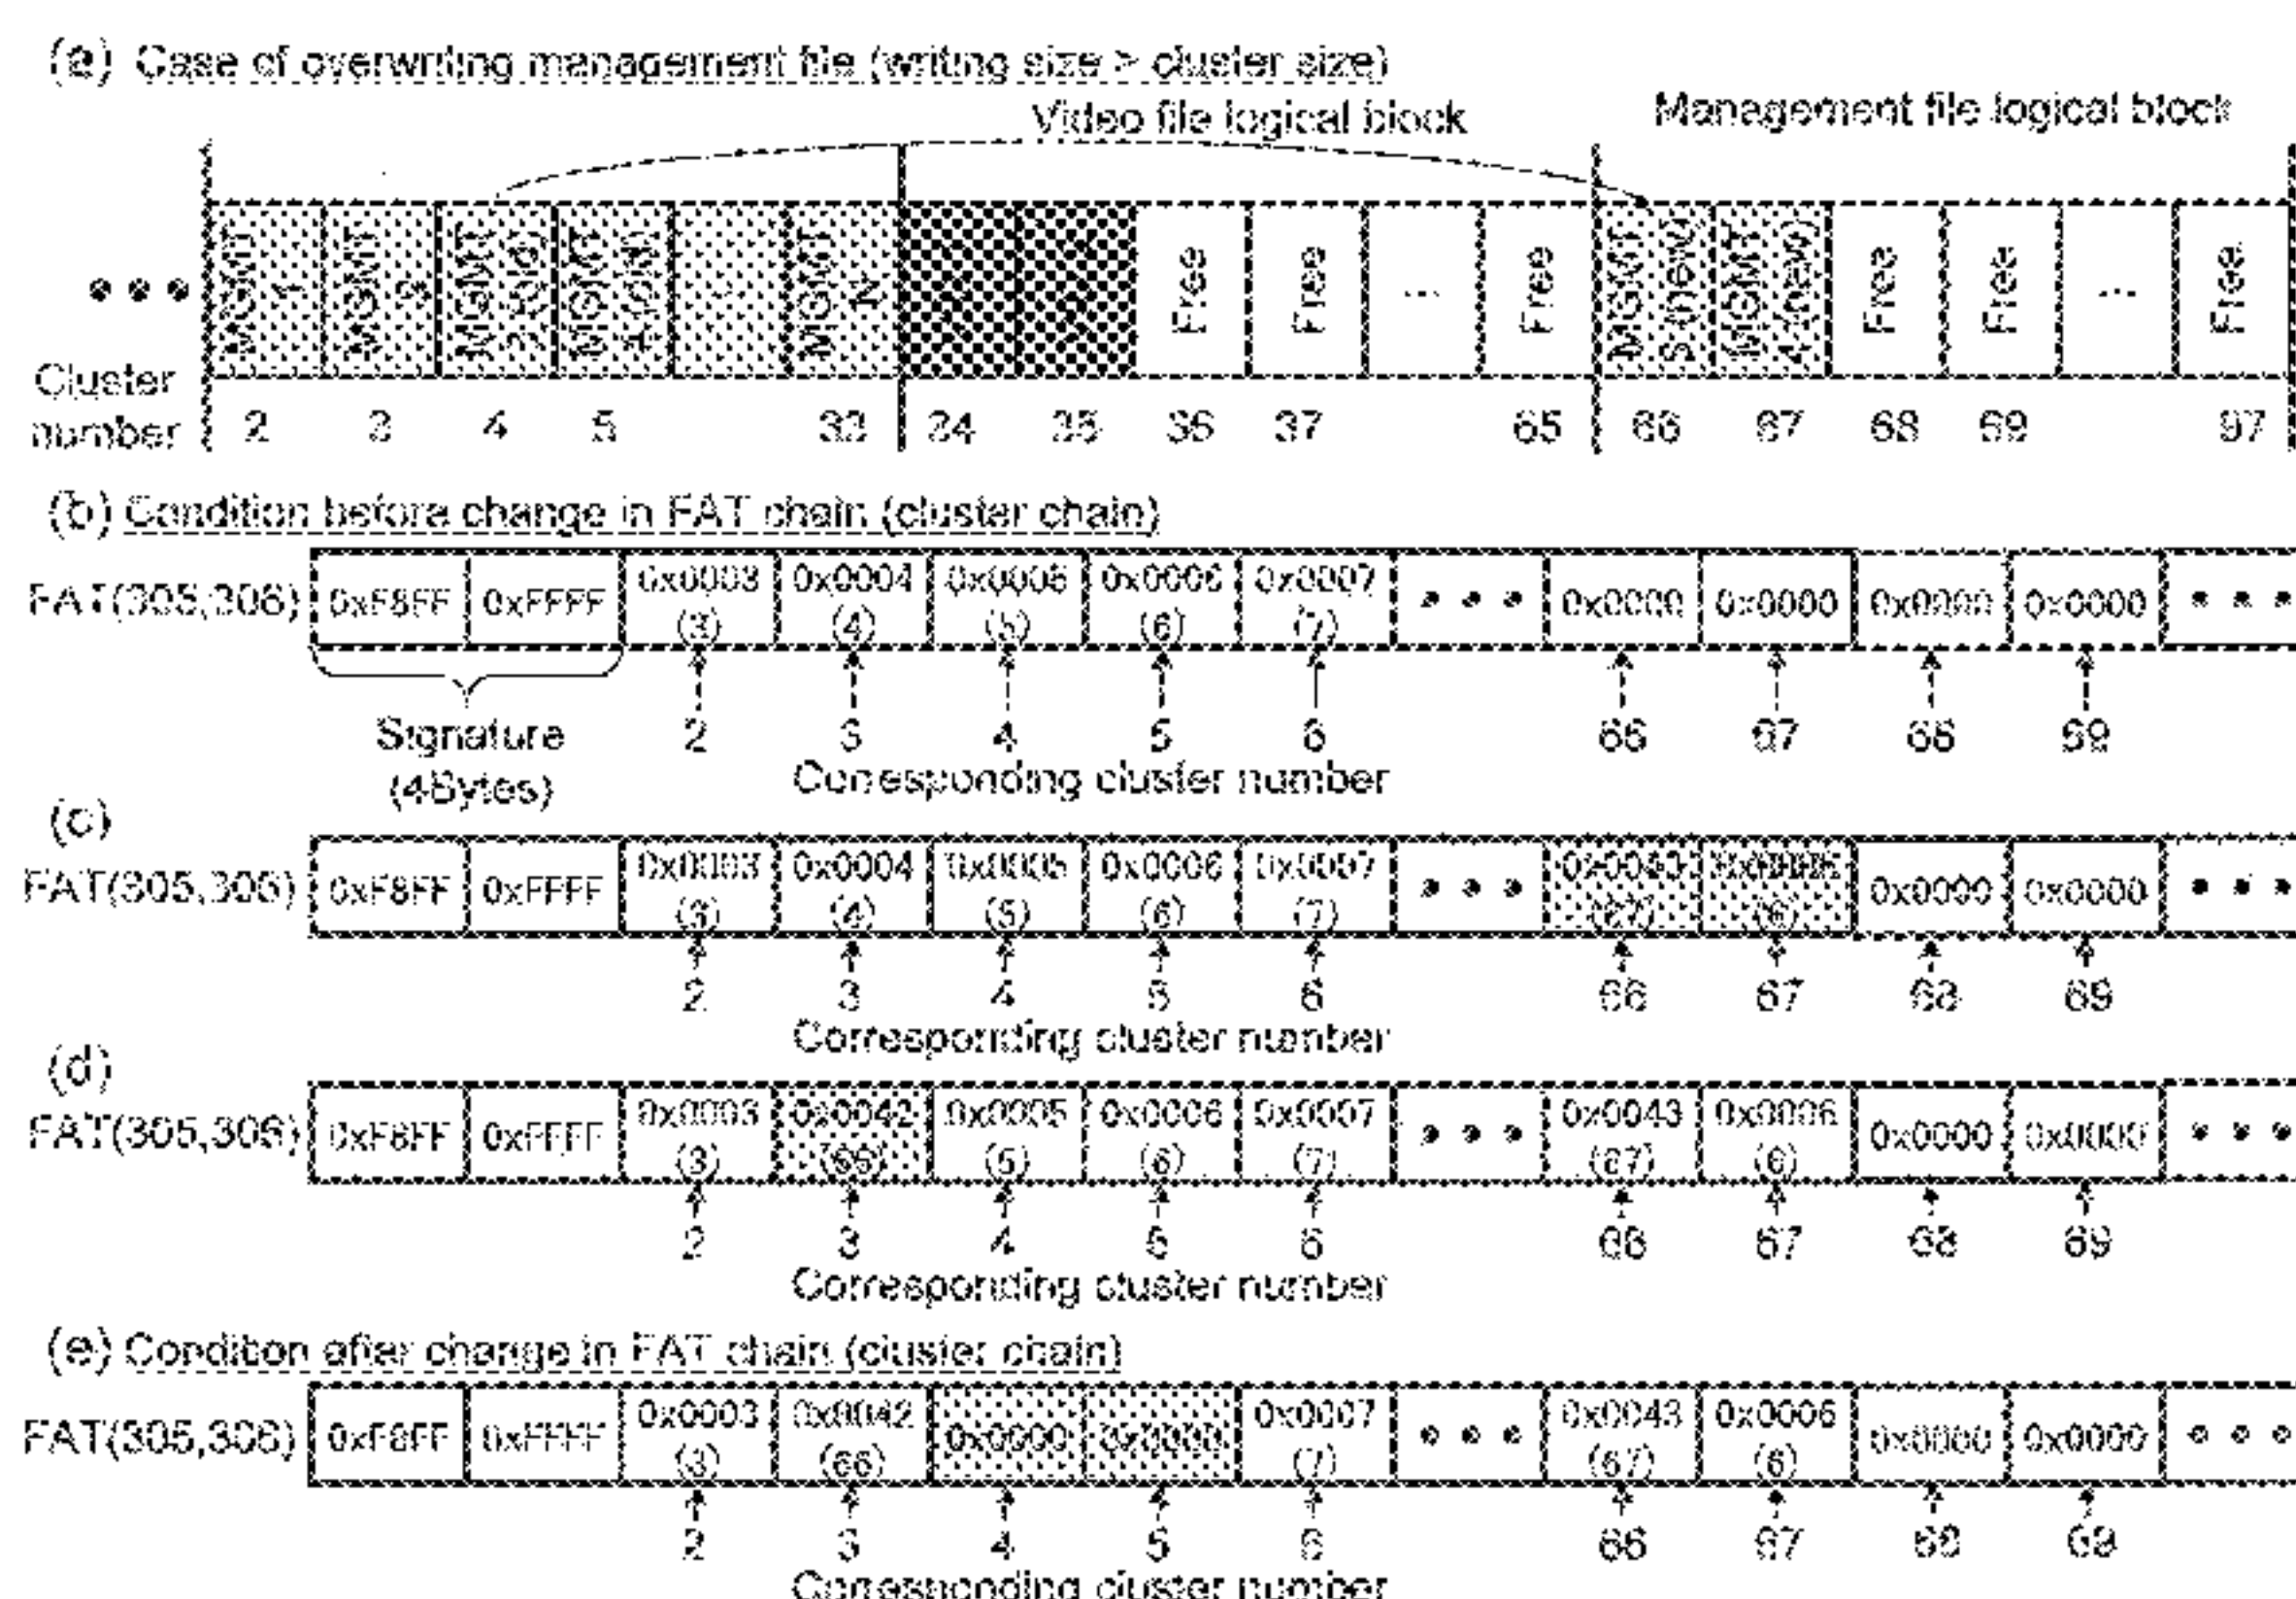 (a) Case of overwriting management file (writing size > cluster size)
Video file logical block
Management file logical block
MGMT 1 MGMT MGMT (old) MGMT 4 (old) MGMT N Free Free ... Free MGMT (new) MGMT 4 (new) Free Free ... Free
Cluster number 2 3 4 5 33 34 35 36 37 65 66 67 68 69 97
(b) Condition before change in FAT chain (cluster chain)
FAT(305,306) 0xF8FF 0xFFFF 0x0003 (3) 0x0004 (4) 0x0005 (5) 0x0006 (6) 0x0007 (7) • • • 0x0000 0x0000 0x0000 0x0000 • • •
2 3 4 5 6 66 67 68 69
Signature (4Bytes)
Corresponding cluster number
(c)
FAT(305,306) 0xF8FF 0xFFFF 0x0003 (3) 0x0004 (4) 0x0005 (5) 0x0006 (6) 0x0007 (7) • • • 0x0043 (67) 0x0006 (6) 0x0000 0x0000 • • •
2 3 4 5 6 66 67 68 69
Corresponding cluster number
(d)
FAT(305,306) 0xF8FF 0xFFFF 0x0003 (3) 0x0042 (66) 0x0005 (5) 0x0006 (6) 0x0007 (7) • • • 0x0043 (67) 0x0006 (6) 0x0000 0x0000 • • •
2 3 4 5 6 66 67 68 69
Corresponding cluster number
(e) Condition after change in FAT chain (cluster chain)
FAT(305,306) 0xF8FF 0xFFFF 0x0003 (3) 0x0042 (66) 0x0000 0x0000 0x0007 (7) • • • 0x0043 (67) 0x0006 (6) 0x0000 0x0000 • • •
2 3 4 5 6 66 67 68 69
Corresponding cluster number